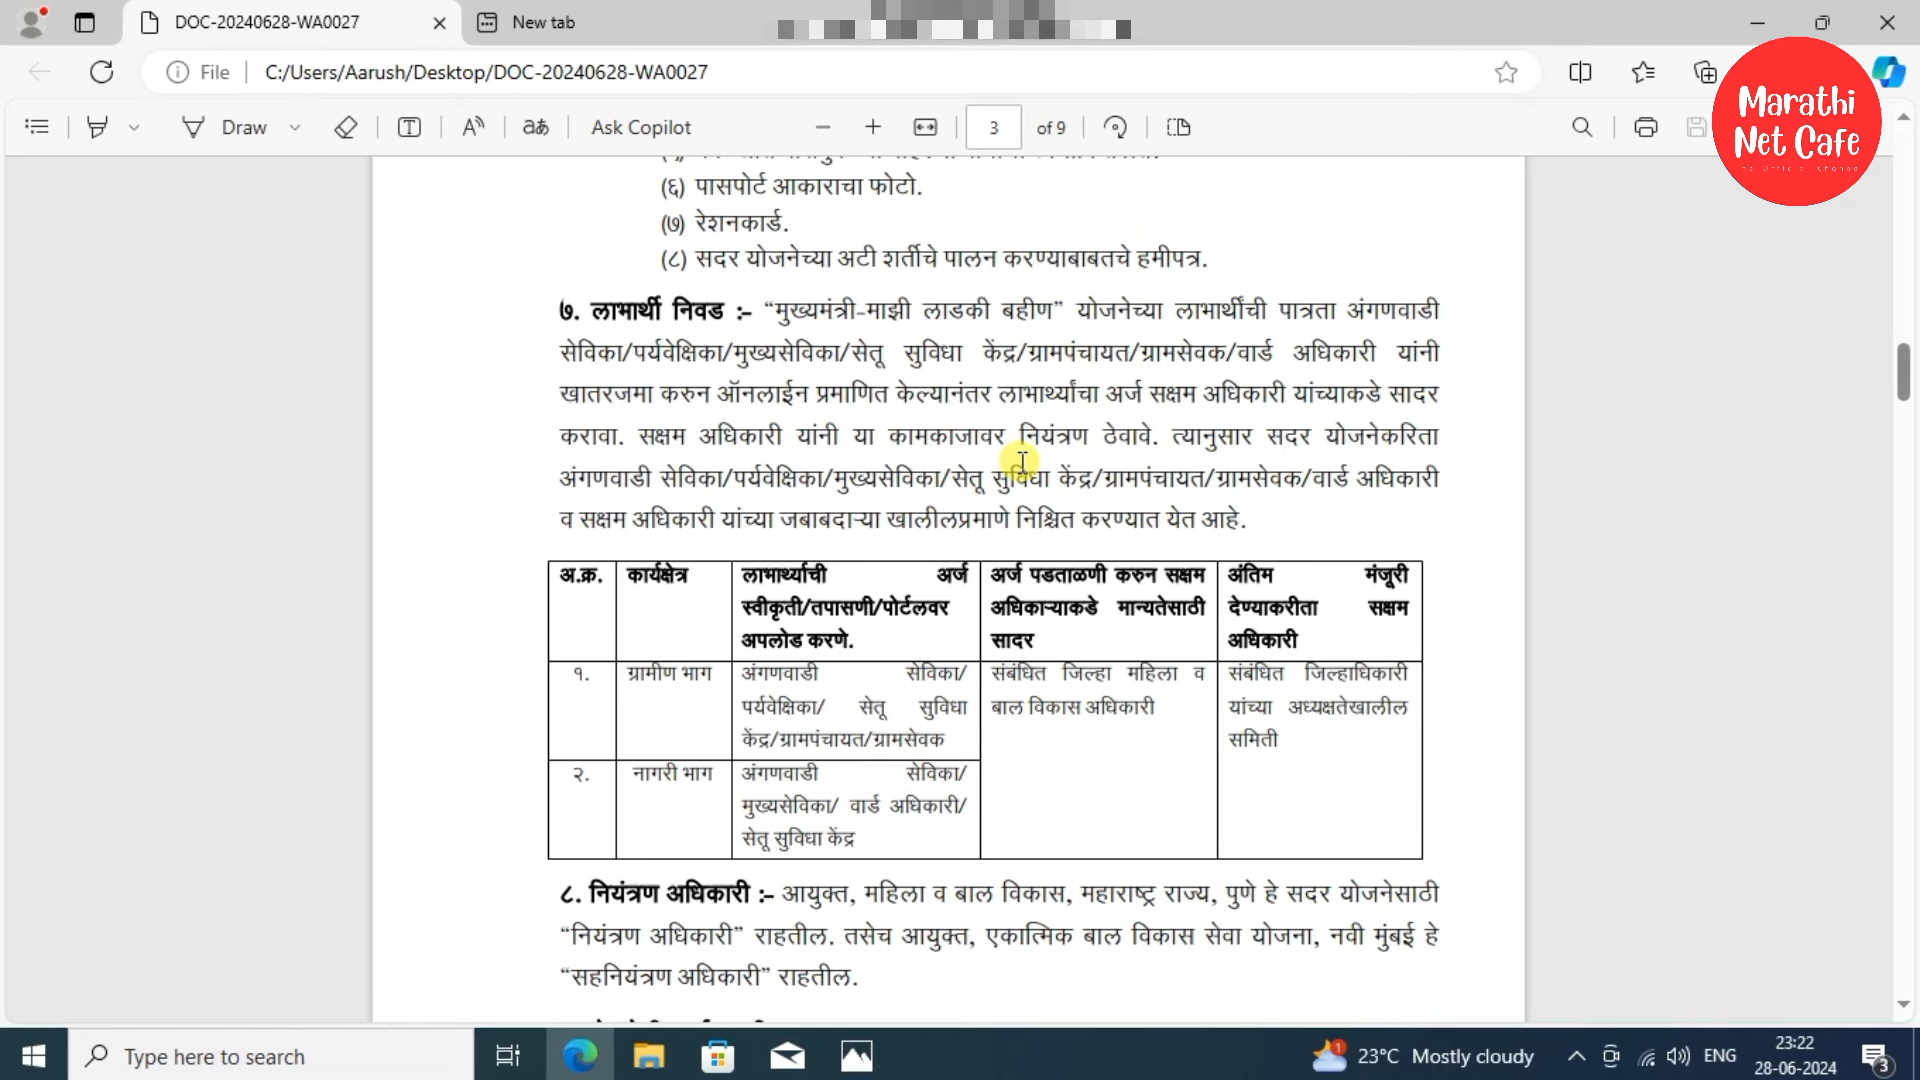 DOC-20240628-WA0027
New tab
File C:/Users/Aarush/Desktop/DOC-20240628-WA0027
Draw Ask Copilot 3 of 9
Marathi
Net Cafe
(६) पासपोर्ट आकाराचा फोटो.
(७) रेशनकार्ड.
(८) सदर योजनेच्या अटी शर्तीचे पालन करण्याबाबतचे हमीपत्र.
७. लाभार्थी निवड :- “मुख्यमंत्री-माझी लाडकी बहीण” योजनेच्या लाभार्थींची पात्रता अंगणवाडी
सेविका/पर्यवेक्षिका/मुख्यसेविका/सेतू सुविधा केंद्र/ग्रामपंचायत/ग्रामसेवक/वार्ड अधिकारी यांनी
खातरजमा करुन ऑनलाईन प्रमाणित केल्यानंतर लाभार्थ्यांचा अर्ज सक्षम अधिकारी यांच्याकडे सादर
करावा. सक्षम अधिकारी यांनी या कामकाजावर नियंत्रण ठेवावे. त्यानुसार सदर योजनेकरिता
अंगणवाडी सेविका/पर्यवेक्षिका/मुख्यसेविका/सेतू सुविधा केंद्र/ग्रामपंचायत/ग्रामसेवक/वार्ड अधिकारी
व सक्षम अधिकारी यांच्या जबाबदाऱ्या खालीलप्रमाणे निश्चित करण्यात येत आहे.
अ.क्र. कार्यक्षेत्र लाभार्थ्याची अर्ज अर्ज पडताळणी करुन सक्षम अंतिम मंजूरी
स्वीकृती/तपासणी/पोर्टलवर अधिकाऱ्याकडे मान्यतेसाठी देण्याकरीता सक्षम
अपलोड करणे. सादर अधिकारी
१. ग्रामीण भाग अंगणवाडी सेविका/ संबंधित जिल्हा महिला व संबंधित जिल्हाधिकारी
पर्यवेक्षिका/ सेतू सुविधा बाल विकास अधिकारी यांच्या अध्यक्षतेखालील
केंद्र/ग्रामपंचायत/ग्रामसेवक समिती
२. नागरी भाग अंगणवाडी सेविका/
मुख्यसेविका/ वार्ड अधिकारी/
सेतू सुविधा केंद्र
८. नियंत्रण अधिकारी :- आयुक्त, महिला व बाल विकास, महाराष्ट्र राज्य, पुणे हे सदर योजनेसाठी
“नियंत्रण अधिकारी” राहतील. तसेच आयुक्त, एकात्मिक बाल विकास सेवा योजना, नवी मुंबई हे
“सहनियंत्रण अधिकारी” राहतील.
Type here to search 23°C Mostly cloudy ENG 23:22
28-06-2024 3